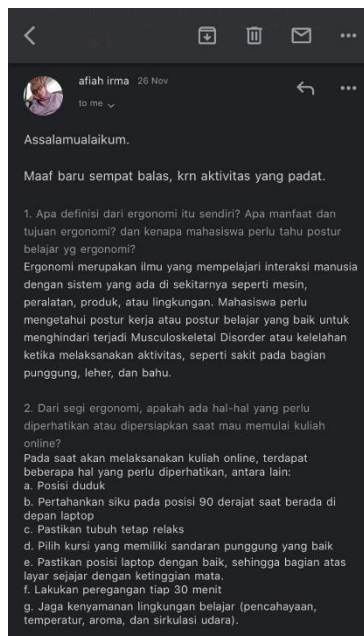 afiah irma 26 Nov
to me
Assalamualaikum.
Maaf baru sempat balas, krn aktivitas yang padat.
1. Apa definisi dari ergonomi itu sendiri? Apa manfaat dan
tujuan ergonomi? dan kenapa mahasiswa perlu tahu postur
belajar yg ergonomi?
Ergonomi merupakan ilmu yang mempelajari interaksi manusia
dengan sistem yang ada di sekitarnya seperti mesin,
peralatan, produk, atau lingkungan. Mahasiswa perlu
mengetahui postur kerja atau postur belajar yang baik untuk
menghindari terjadi Musculoskeletal Disorder atau kelelahan
ketika melaksanakan aktivitas, seperti sakit pada bagian
punggung, leher, dan bahu.
2. Dari segi ergonomi, apakah ada hal-hal yang perlu
diperhatikan atau dipersiapkan saat mau memulai kuliah
online?
Pada saat akan melaksanakan kuliah online, terdapat
beberapa hal yang perlu diperhatikan, antara lain:
a. Posisi duduk
b. Pertahankan siku pada posisi 90 derajat saat berada di
depan laptop
c. Pastikan tubuh tetap relaks
d. Pilih kursi yang memiliki sandaran punggung yang baik
e. Pastikan posisi laptop dengan baik, sehingga bagian atas
layar sejajar dengan ketinggian mata.
f. Lakukan peregangan tiap 30 menit
g. Jaga kenyamanan lingkungan belajar (pencahayaan,
temperatur, aroma, dan sirkulasi udara).